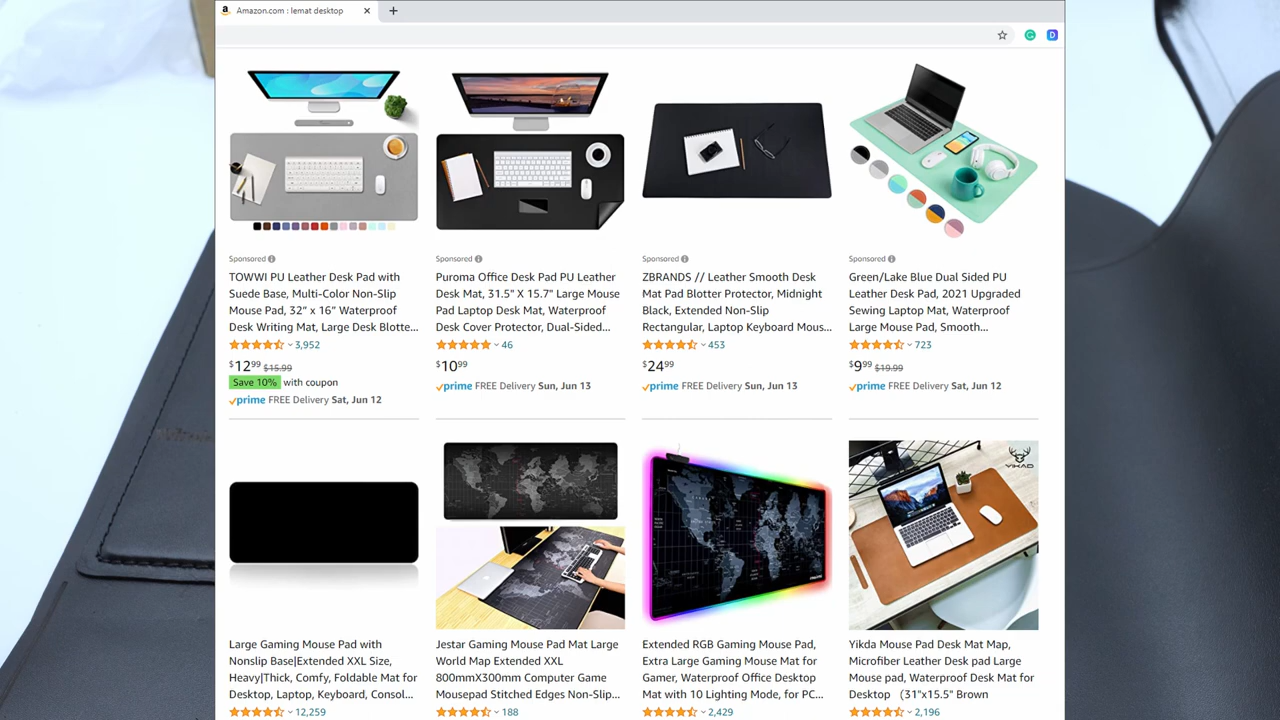 Amazon.com : lemat desktop
Sponsored
TOWWI PU Leather Desk Pad with
Suede Base, Multi-Color Non-Slip
Mouse Pad, 32” x 16” Waterproof
Desk Writing Mat, Large Desk Blotte...
3,952
$12⁹⁹ $15.99
Save 10% with coupon
prime FREE Delivery Sat, Jun 12
Sponsored
Puroma Office Desk Pad PU Leather
Desk Mat, 31.5” X 15.7” Large Mouse
Pad Laptop Desk Mat, Waterproof
Desk Cover Protector, Dual-Sided...
46
$10⁹⁹
prime FREE Delivery Sun, Jun 13
Sponsored
ZBRANDS // Leather Smooth Desk
Mat Pad Blotter Protector, Midnight
Black, Extended Non-Slip
Rectangular, Laptop Keyboard Mous...
453
$24⁹⁹
prime FREE Delivery Sun, Jun 13
Sponsored
Green/Lake Blue Dual Sided PU
Leather Desk Pad, 2021 Upgraded
Sewing Laptop Mat, Waterproof
Large Mouse Pad, Smooth...
723
$9⁹⁹ $19.99
prime FREE Delivery Sat, Jun 12
Large Gaming Mouse Pad with
Nonslip Base|Extended XXL Size,
Heavy|Thick, Comfy, Foldable Mat for
Desktop, Laptop, Keyboard, Consol...
12,259
Jestar Gaming Mouse Pad Mat Large
World Map Extended XXL
800mmX300mm Computer Game
Mousepad Stitched Edges Non-Slip...
188
Extended RGB Gaming Mouse Pad,
Extra Large Gaming Mouse Mat for
Gamer, Waterproof Office Desktop
Mat with 10 Lighting Mode, for PC...
2,429
YIKAD
Yikda Mouse Pad Desk Mat Map,
Microfiber Leather Desk pad Large
Mouse pad, Waterproof Desk Mat for
Desktop （31"x15.5" Brown
2,196